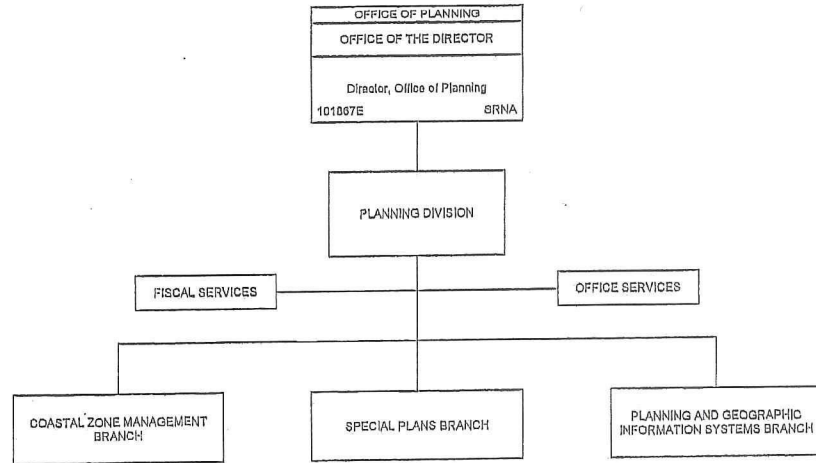 OFFICE OF PLANNING
OFFICE OF THE DIRECTOR
Director, Office of Planning
101867E SRNA
PLANNING DIVISION
FISCAL SERVICES
OFFICE SERVICES
COASTAL ZONE MANAGEMENT
BRANCH
SPECIAL PLANS BRANCH
PLANNING AND GEOGRAPHIC
INFORMATION SYSTEMS BRANCH